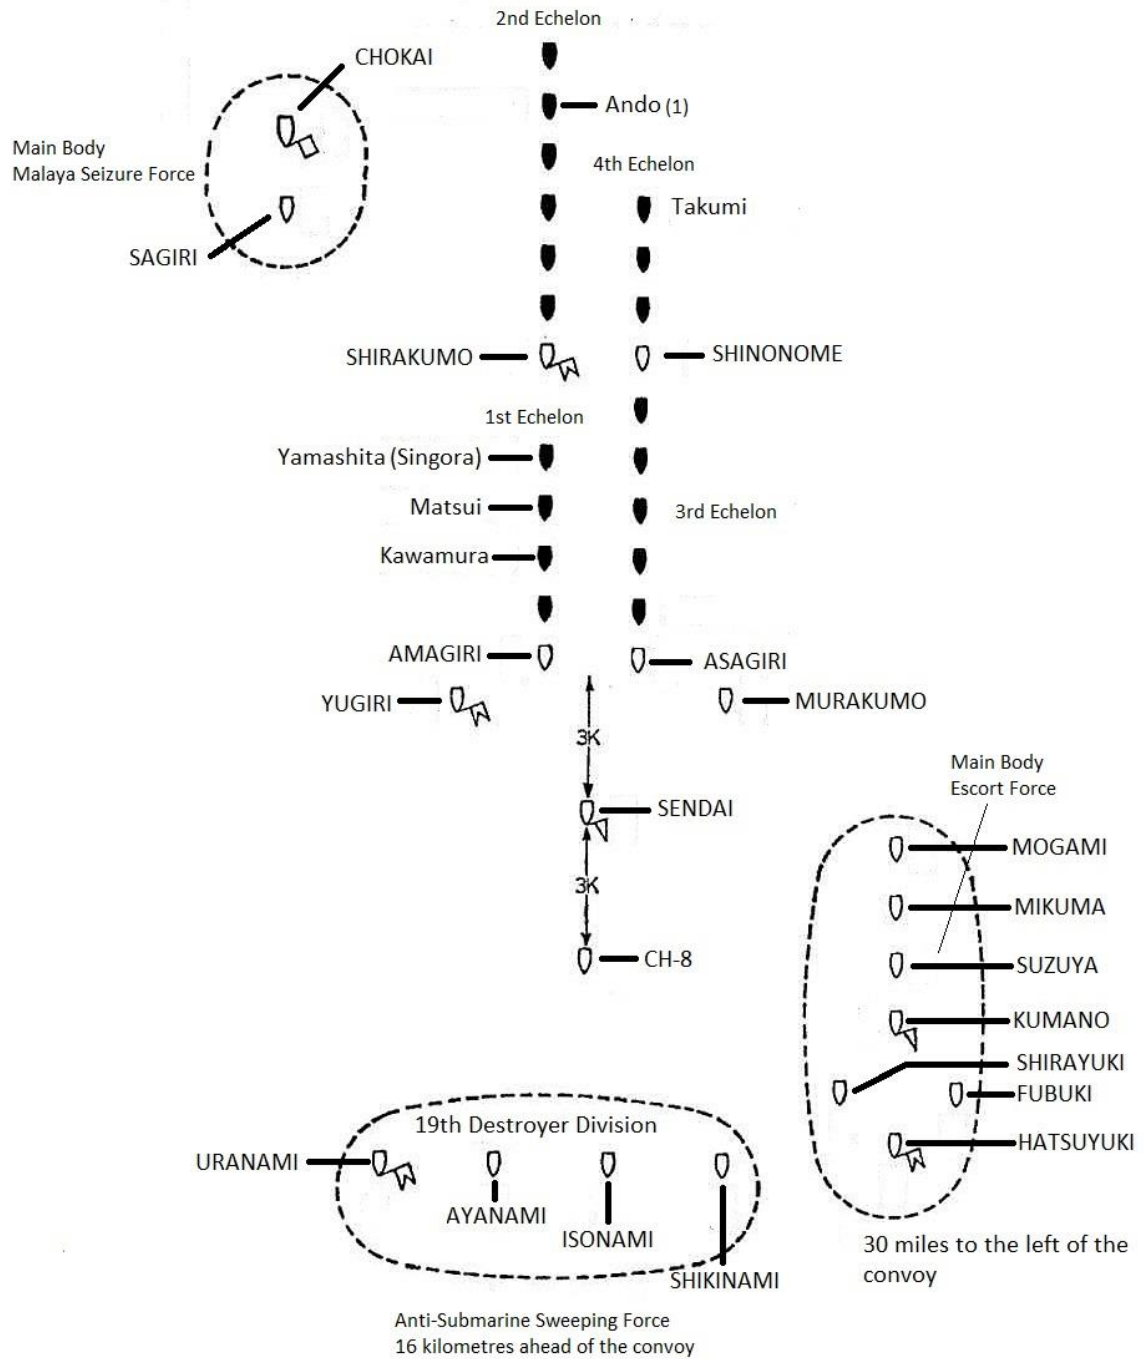 2nd Echelon
CHOKAI
Ando (1)
Main Body
Malaya Seizure Force
4th Echelon
Takumi
SAGIRI
SHIRAKUMO
SHINONOME
1st Echelon
Yamashita (Singora)
Matsui
3rd Echelon
Kawamura
AMAGIRI
ASAGIRI
YUGIRI
MURAKUMO
3K
Main Body
Escort Force
SENDAI
MOGAMI
3K
MIKUMA
CH-8
SUZUYA
KUMANO
SHIRAYUKI
FUBUKI
19th Destroyer Division
HATSUYUKI
URANAMI
AYANAMI
ISONAMI
SHIKINAMI
30 miles to the left of the
convoy
Anti-Submarine Sweeping Force
16 kilometres ahead of the convoy